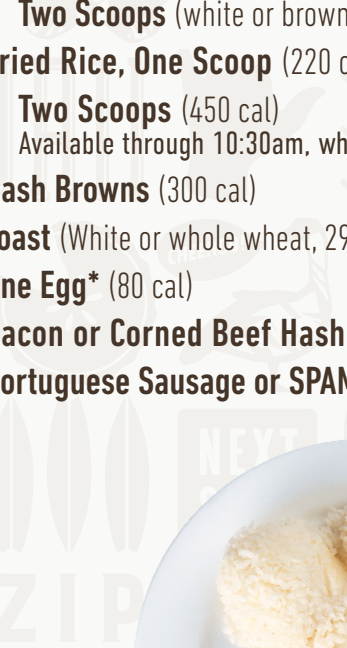 Two Scoops (white or brown
ried Rice, One Scoop (220 c
Two Scoops (450 cal)
Available through 10:30am, wh
ash Browns (300 cal)
oast (White or whole wheat, 29
ne Egg* (80 cal)
acon or Corned Beef Hash
ortuguese Sausage or SPAM
NEXT
ZIP